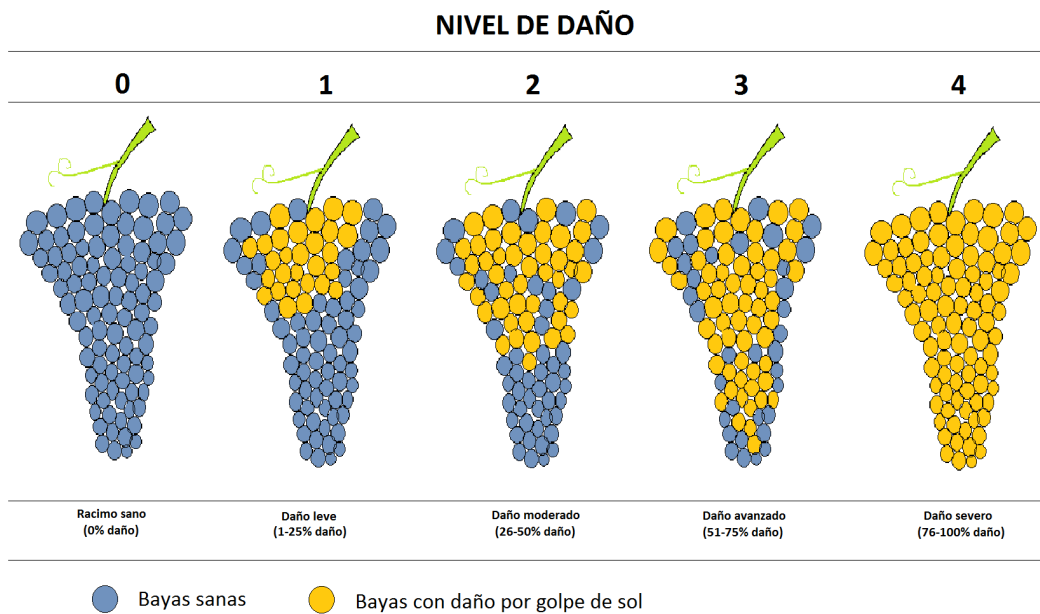 NIVEL DE DAÑO
0 1 2 3 4
Racimo sano Daño leve Daño moderado Daño avanzado Daño severo
(0% daño) (1-25% daño) (26-50% daño) (51-75% daño) (76-100% daño)
Bayas sanas Bayas con daño por golpe de sol